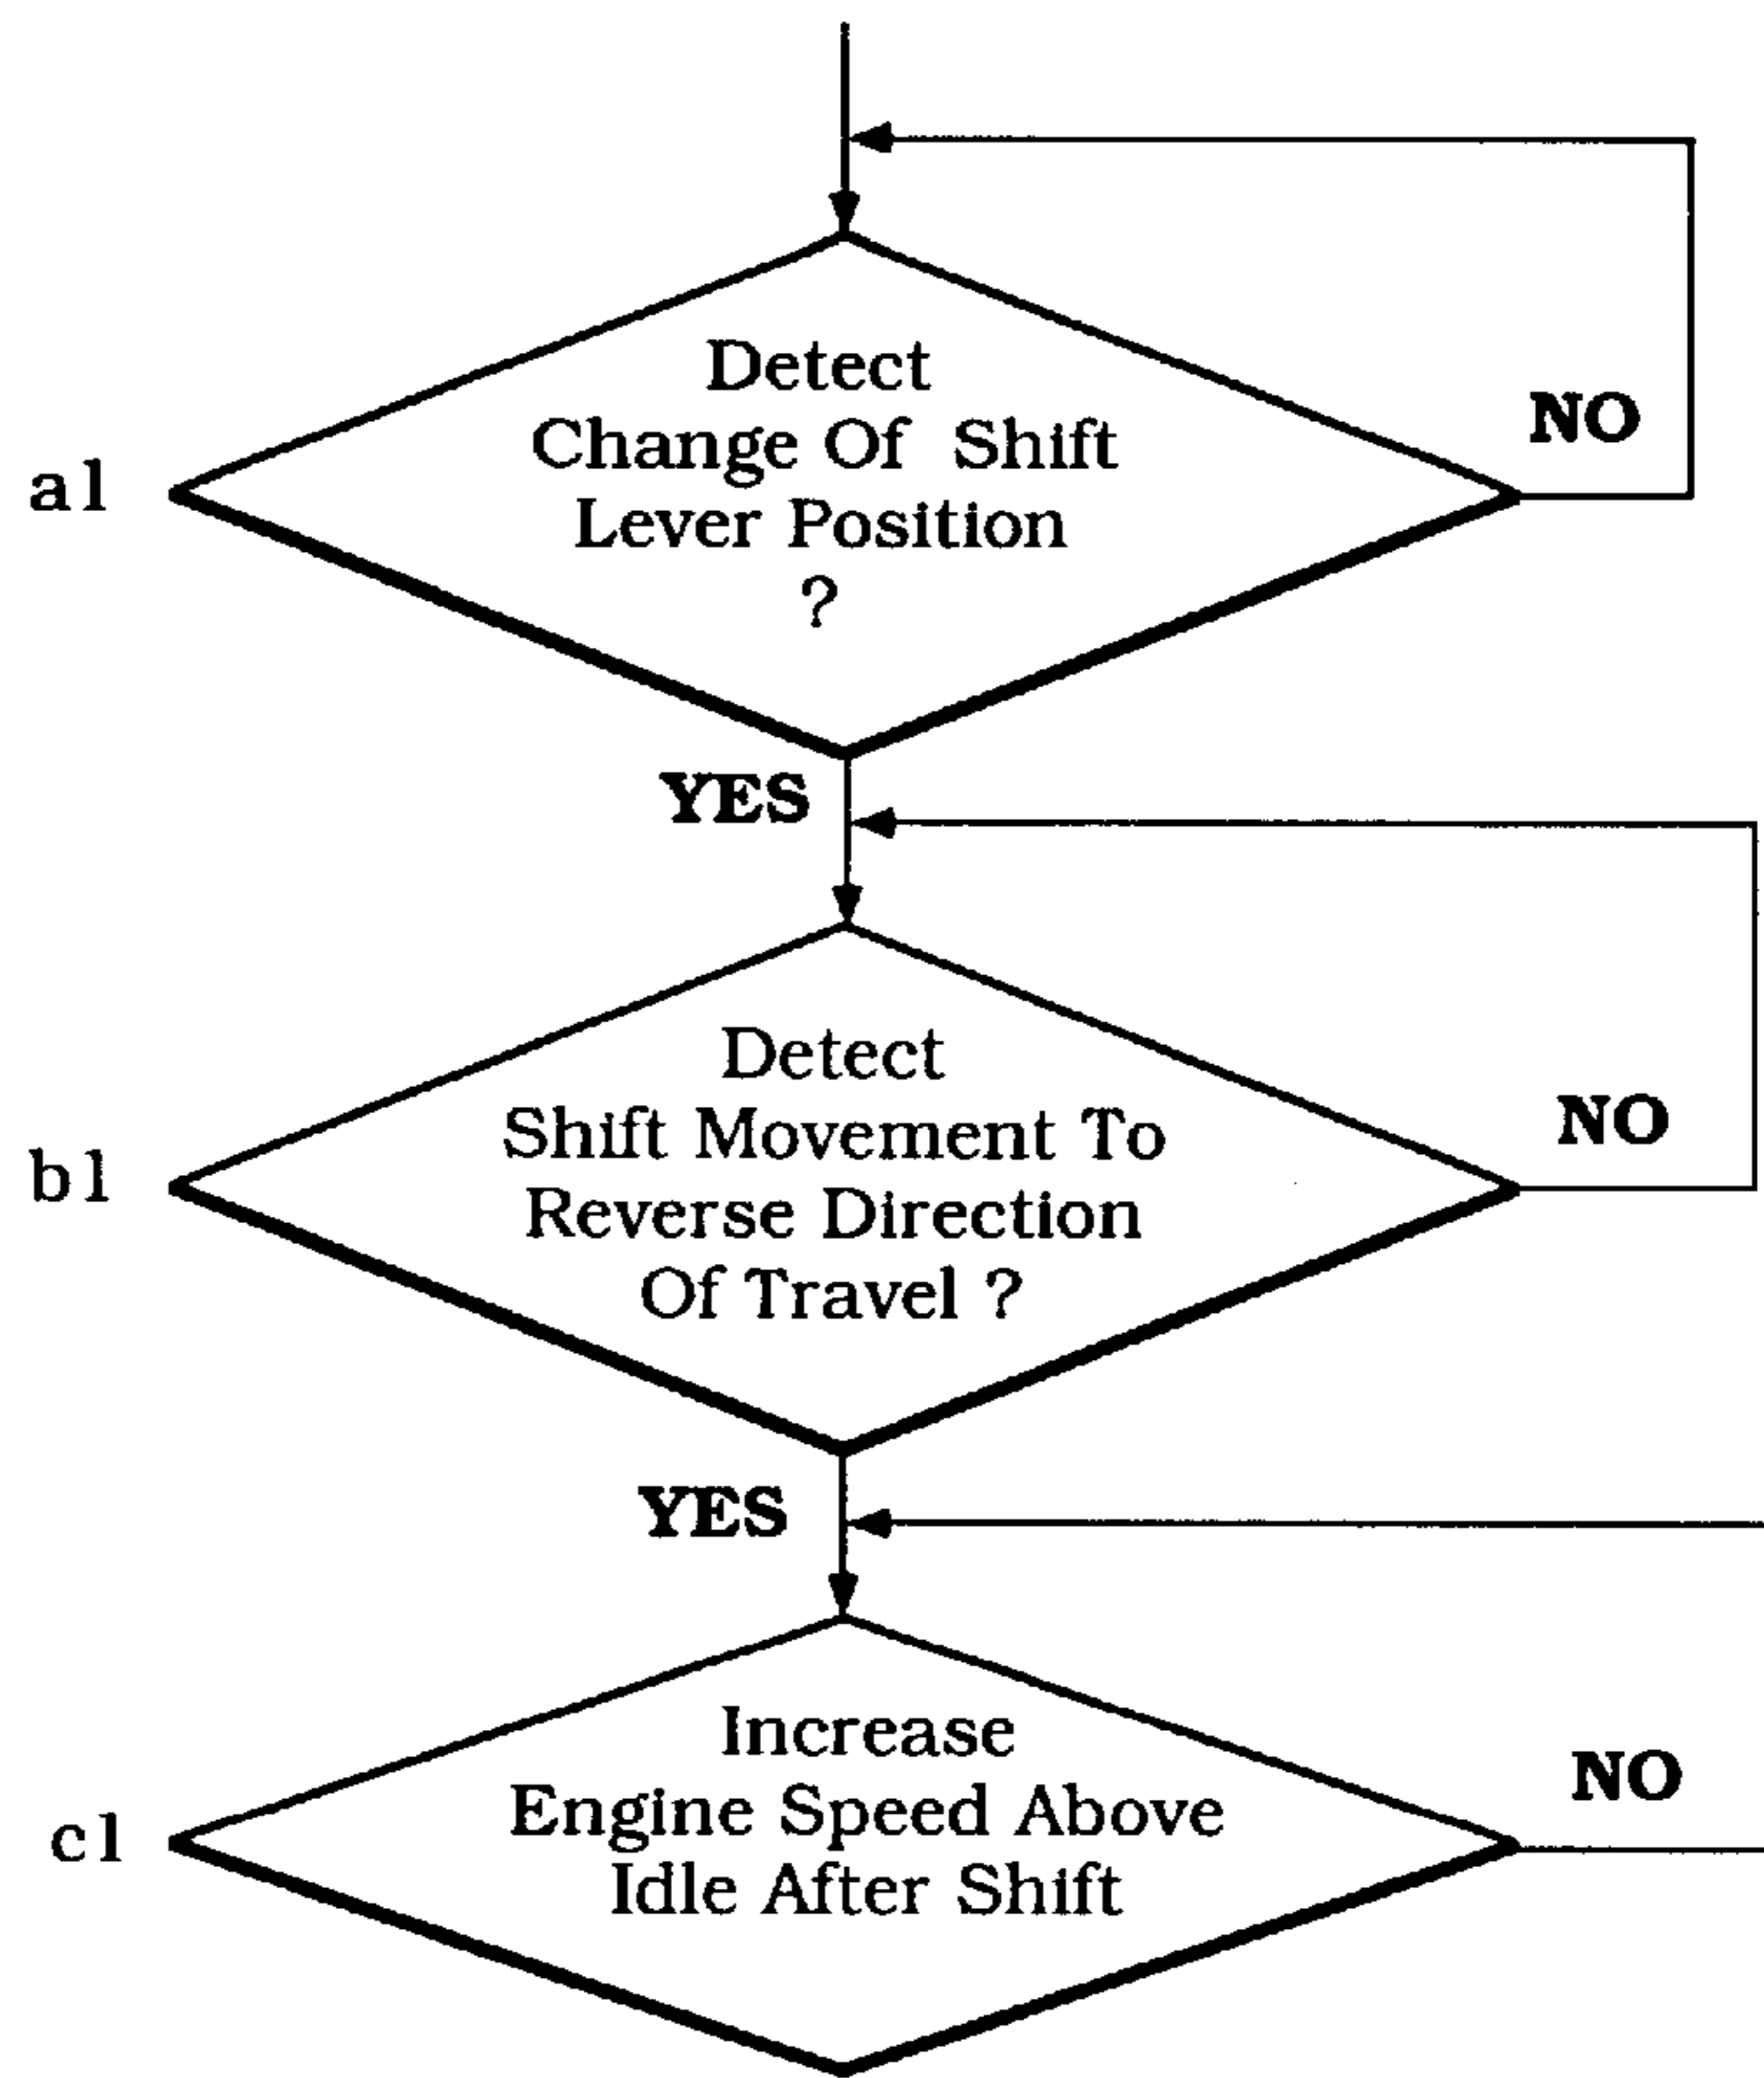 Detect
Change Of Shift
Lever Position
?
NO
a1
YES
Detect
Shift Movement To
Reverse Direction
Of Travel ?
NO
b1
YES
Increase
Engine Speed Above
Idle After Shift
NO
c1